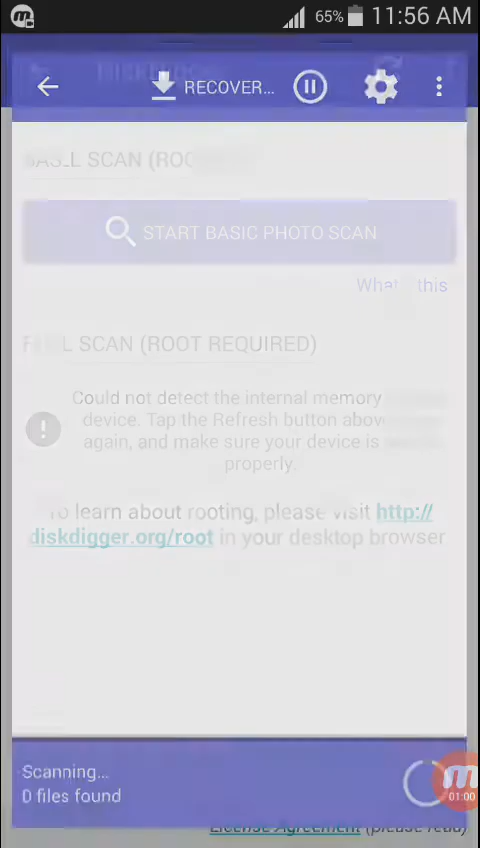 65% 11:56 AM
RECOVER...
SCAN
START BASIC PHOTO SCAN
this
SCAN (ROOT REQUIRED)
Could not detect the internal memory
device. Tap the Refresh button
again, and make sure your device is
properly.
To learn about rooting, please visit http://
diskdigger.org/root in your desktop browser
Scanning...
0 files found
01:00
License Agreement (please read)